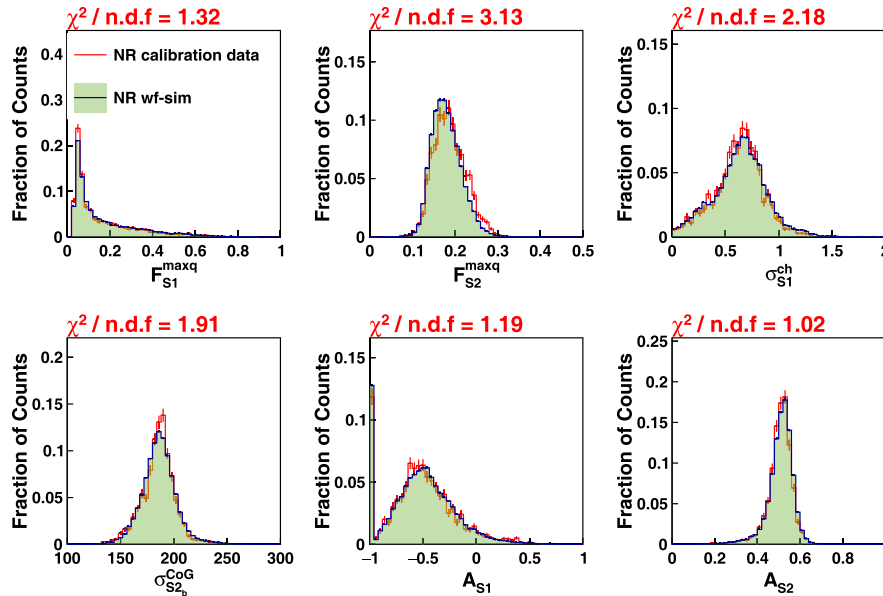 χ² / n.d.f = 1.32
Fraction of Counts
0.4
0.3
0.2
0.1
0
NR calibration data
NR wf-sim
0 0.2 0.4 0.6 0.8 1
F_S1^maxq
χ² / n.d.f = 3.13
Fraction of Counts
0.15
0.1
0.05
0
0 0.1 0.2 0.3 0.4 0.5
F_S2^maxq
χ² / n.d.f = 2.18
Fraction of Counts
0.15
0.1
0.05
0
0 0.5 1 1.5 2
σ_S1^ch
χ² / n.d.f = 1.91
Fraction of Counts
0.2
0.15
0.1
0.05
0
100 150 200 250 300
σ_S2_b^CoG
χ² / n.d.f = 1.19
Fraction of Counts
0.15
0.1
0.05
0
−1 −0.5 0 0.5 1
A_S1
χ² / n.d.f = 1.02
Fraction of Counts
0.25
0.2
0.15
0.1
0.05
0
0 0.2 0.4 0.6 0.8
A_S2